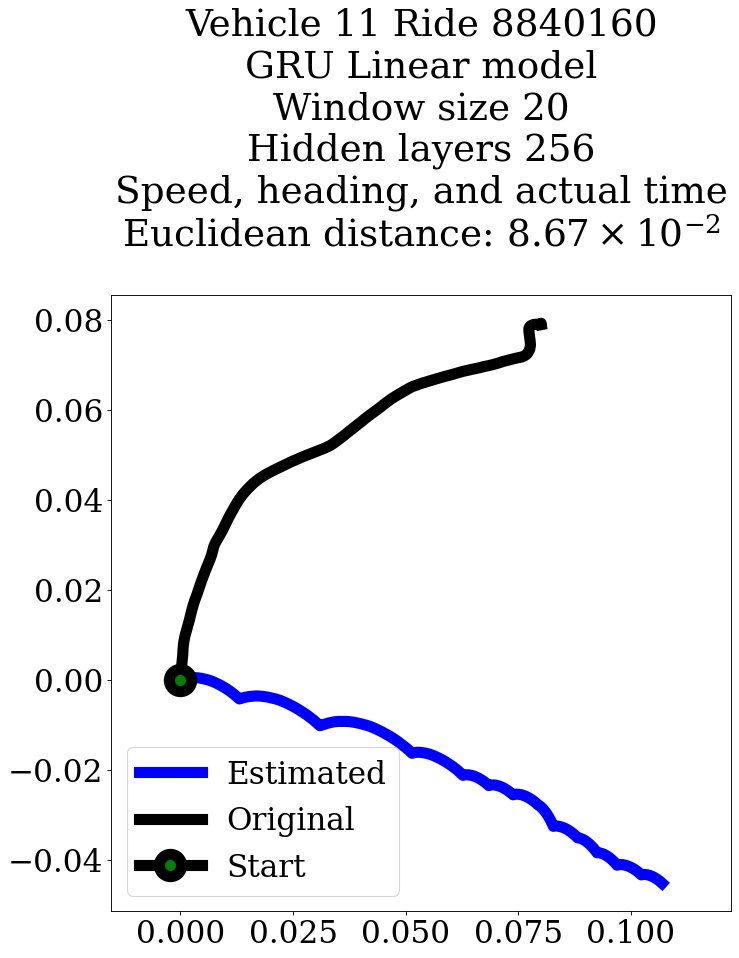 Vehicle 11 Ride 8840160
GRU Linear model
Window size 20
Hidden layers 256
Speed, heading, and actual time
Euclidean distance: 8.67 × 10⁻²
0.08
0.06
0.04
0.02
0.00
−0.02
−0.04
Estimated
Original
Start
0.000 0.025 0.050 0.075 0.100